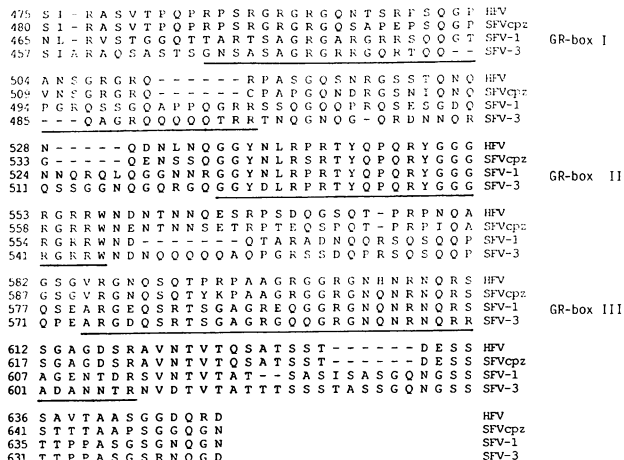 475 S I - R A S V T P Q P R P S R G R G R G Q N T S R P S Q G P HFV
480 S I - R A S V T P Q P R P S R G R G R G Q S A P E P S Q G P SFVcpz
465 N L - R V S T G G Q T T A R T S A G R G A R G R R S Q Q G T SFV-1
457 S I A R A Q S A S T S G N S A S A G R G R R G Q R T Q Q - - SFV-3
GR-box I
504 A N S G R G R Q - - - - - R P A S G Q S N R G S S T Q N Q HFV
509 V N S G R G R Q - - - - - C P A P G Q N D R G S N I Q N Q SFVcpz
494 P G R Q S S G Q A P P Q G R R S S Q G Q Q P R Q S E S G D Q SFV-1
485 - - - Q A G R Q Q Q Q Q T R R T N Q G N Q G - Q R D N N Q R SFV-3
528 N - - - - - Q D N L N Q G G Y N L R P R T Y Q P Q R Y G G G HFV
533 G - - - - - Q E N S S Q G G Y N L R P R T Y Q P Q R Y G G G SFVcpz
524 N N Q R Q L Q G G N N R G G Y N L R P R T Y Q P Q R Y G G G SFV-1
511 Q S S G G N Q G Q R G Q G G Y D L R P R T Y Q P Q R Y G G G SFV-3
GR-box II
553 R G R R W N D N T N N Q E S R P S D Q G S Q T - P R P N Q A HFV
558 R G R R W N E N T N N S E T R P T E Q S P Q T - P R P I Q A SFVcpz
554 R G R R W N D - - - - - - Q T A R A D N Q Q R S Q S Q Q P SFV-1
541 R G R R W N D N Q Q Q Q Q A Q P G R S S D Q P R S Q S Q P SFV-3
582 G S G V R G N Q S Q T P R P A A G R G G R G N H N R N Q R S HFV
587 G S G V R G N Q S Q T Y K P A A G R G G R G N Q N R N Q R S SFVcpz
577 Q S E A R G E Q S R T S G A G R E Q G G R G N Q N R N Q R S SFV-1
571 Q P E A R G D Q S R T S G A G R G Q Q G R G N Q N R N Q R R SFV-3
GR-box III
612 S G A G D S R A V N T V T Q S A T S S T - - - - - - D E S S HFV
617 S G A G D S R A V N T V T Q S A T S S T - - - - - - D E S S SFVcpz
607 A G E N T D R S V N T V T A T - - S A S I S A S G Q N G S S SFV-1
601 A D A N N T R N V D T V T A T T T S S S T A S S G Q N G S S SFV-3
636 S A V T A A S G G D Q R D HFV
641 S T T T A A P S G G Q G N SFVcpz
635 T T P P A S G S G N Q G N SFV-1
631 T T P P A S G S R N Q G D SFV-3